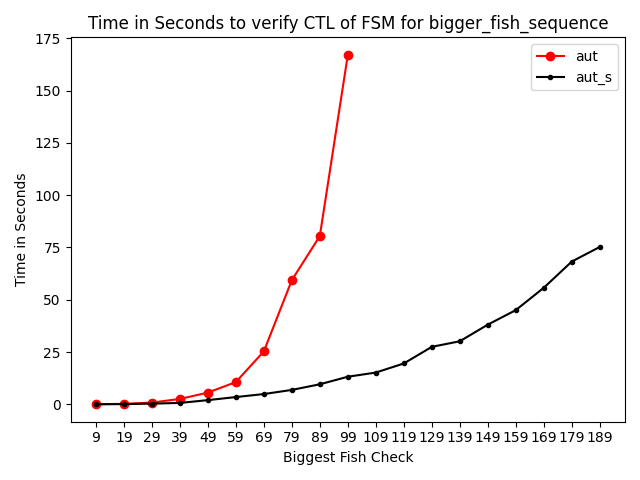 Time in Seconds to verify CTL of FSM for bigger_fish_sequence
aut
aut_s
175
150
125
100
75
50
25
0
Time in Seconds
9 19 29 39 49 59 69 79 89 99 109 119 129 139 149 159 169 179 189
Biggest Fish Check